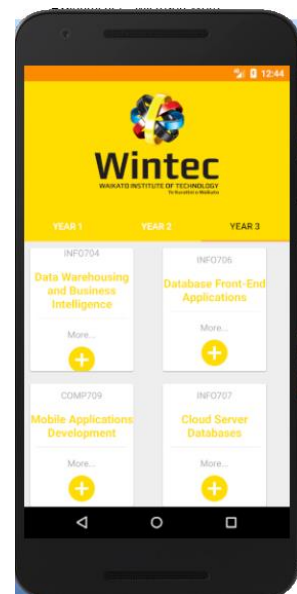 12:44
Wintec
WAIKATO INSTITUTE OF TECHNOLOGY
YEAR 1 YEAR 2 YEAR 3
INFO704
Data Warehousing
and Business
Intelligence
More...
INFO706
Database Front-End
Applications
More...
COMP709
Mobile Applications
Development
More...
INFO707
Cloud Server
Databases
More...